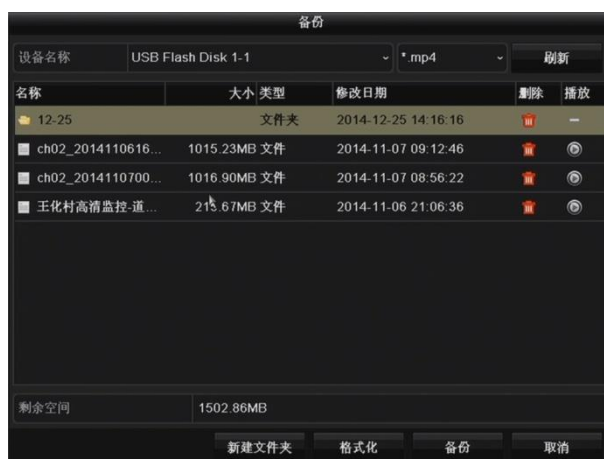 备份
设备名称 USB Flash Disk 1-1 *.mp4 刷新
名称 大小 类型 修改日期 删除 播放
12-25 文件夹 2014-12-25 14:16:16
ch02_2014110616... 1015.23MB 文件 2014-11-07 09:12:46
ch02_2014110700... 1016.90MB 文件 2014-11-07 08:56:22
王化村高清监控-道... 213.67MB 文件 2014-11-06 21:06:36
剩余空间 1502.86MB
新建文件夹 格式化 备份 取消